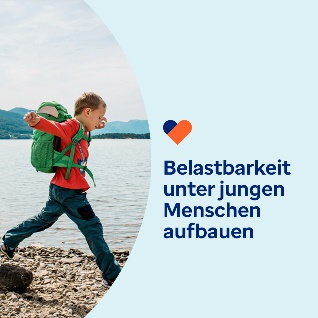 Belastbarkeit
unter jungen
Menschen
aufbauen